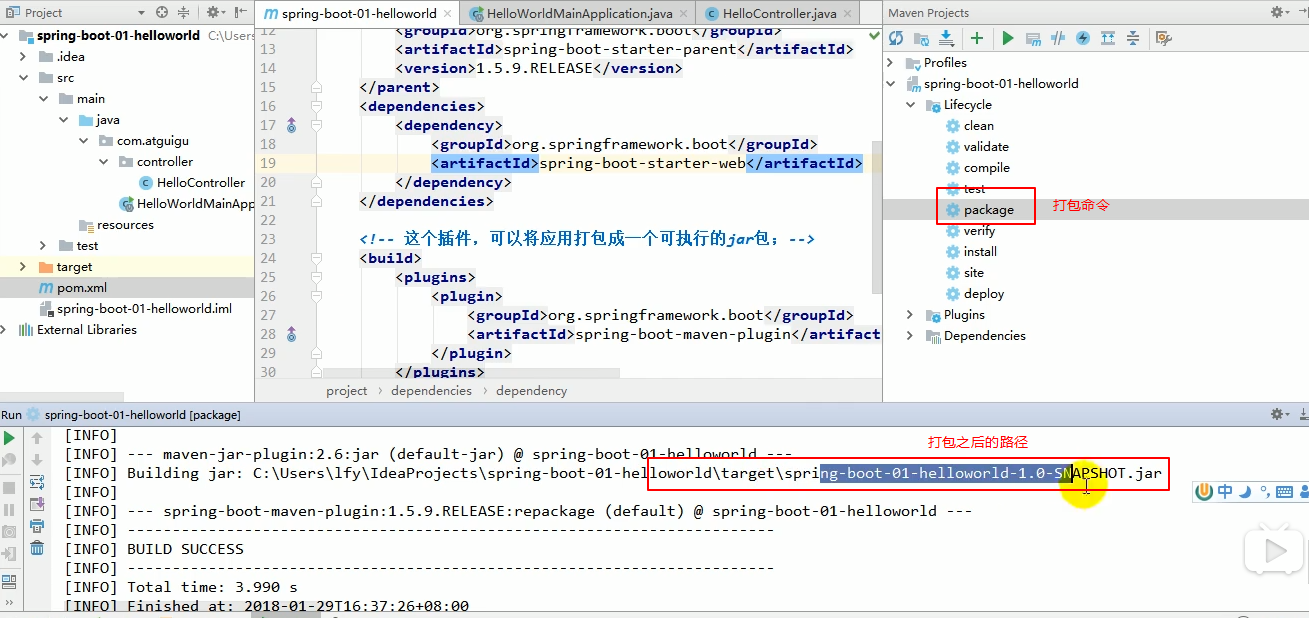 Project
spring-boot-01-helloworld
HelloWorldMainApplication.java
HelloController.java
Maven Projects
spring-boot-01-helloworld C:\Users
.idea
src
main
java
com.atguigu
controller
HelloController
HelloWorldMainApp
resources
test
target
pom.xml
spring-boot-01-helloworld.iml
External Libraries
12 <groupId>org.springframework.boot</groupId>
13 <artifactId>spring-boot-starter-parent</artifactId>
14 <version>1.5.9.RELEASE</version>
15 </parent>
16 <dependencies>
17 <dependency>
18 <groupId>org.springframework.boot</groupId>
19 <artifactId>spring-boot-starter-web</artifactId>
20 </dependency>
21 </dependencies>
22
23 <!-- 这个插件，可以将应用打包成一个可执行的jar包；-->
24 <build>
25 <plugins>
26 <plugin>
27 <groupId>org.springframework.boot</groupId>
28 <artifactId>spring-boot-maven-plugin</artifact
29 </plugin>
30 </plugins>
project › dependencies › dependency
Profiles
spring-boot-01-helloworld
Lifecycle
clean
validate
compile
test
package 打包命令
verify
install
site
deploy
Plugins
Dependencies
Run spring-boot-01-helloworld [package]
[INFO]
打包之后的路径
[INFO] --- maven-jar-plugin:2.6:jar (default-jar) @ spring-boot-01-helloworld ---
[INFO] Building jar: C:\Users\lfy\IdeaProjects\spring-boot-01-helloworld\target\spring-boot-01-helloworld-1.0-SNAPSHOT.jar
[INFO]
[INFO] --- spring-boot-maven-plugin:1.5.9.RELEASE:repackage (default) @ spring-boot-01-helloworld ---
[INFO] ------------------------------------------------------------------------
[INFO] BUILD SUCCESS
[INFO] ------------------------------------------------------------------------
[INFO] Total time: 3.990 s
[INFO] Finished at: 2018-01-29T16:37:26+08:00
中